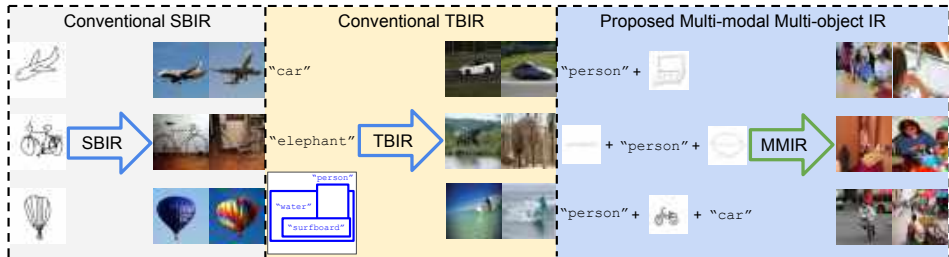 Conventional SBIR
Conventional TBIR
Proposed Multi-modal Multi-object IR
SBIR
"car"
"elephant"
TBIR
"person"
"water"
"surfboard"
"person" +
+ "person" +
MMIR
"person" + + "car"